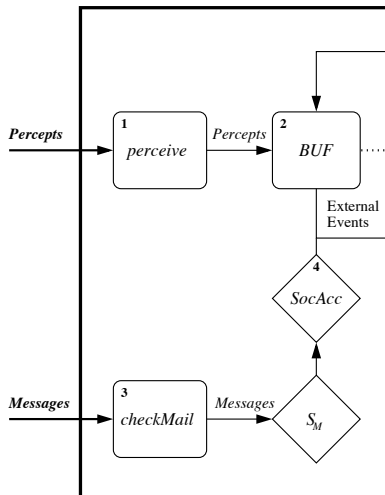 1
2
Percepts
perceive
Percepts
BUF
External
Events
4
SocAcc
3
Messages
checkMail
Messages
S_M